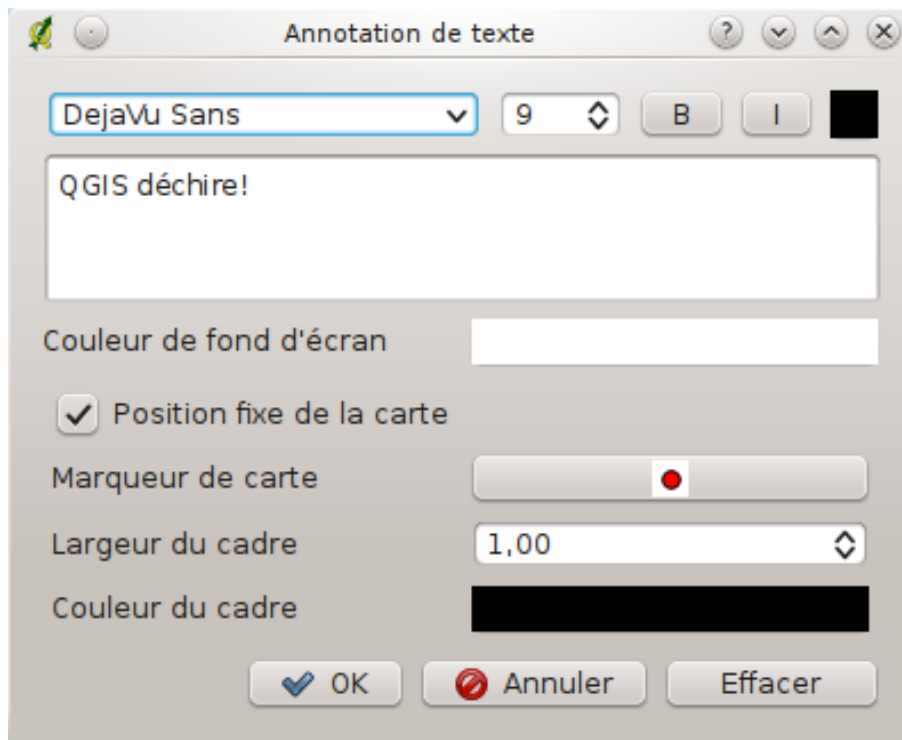 Annotation de texte
DejaVu Sans 9 B I
QGIS déchire!
Couleur de fond d'écran
Position fixe de la carte
Marqueur de carte
Largeur du cadre 1,00
Couleur du cadre
OK Annuler Effacer